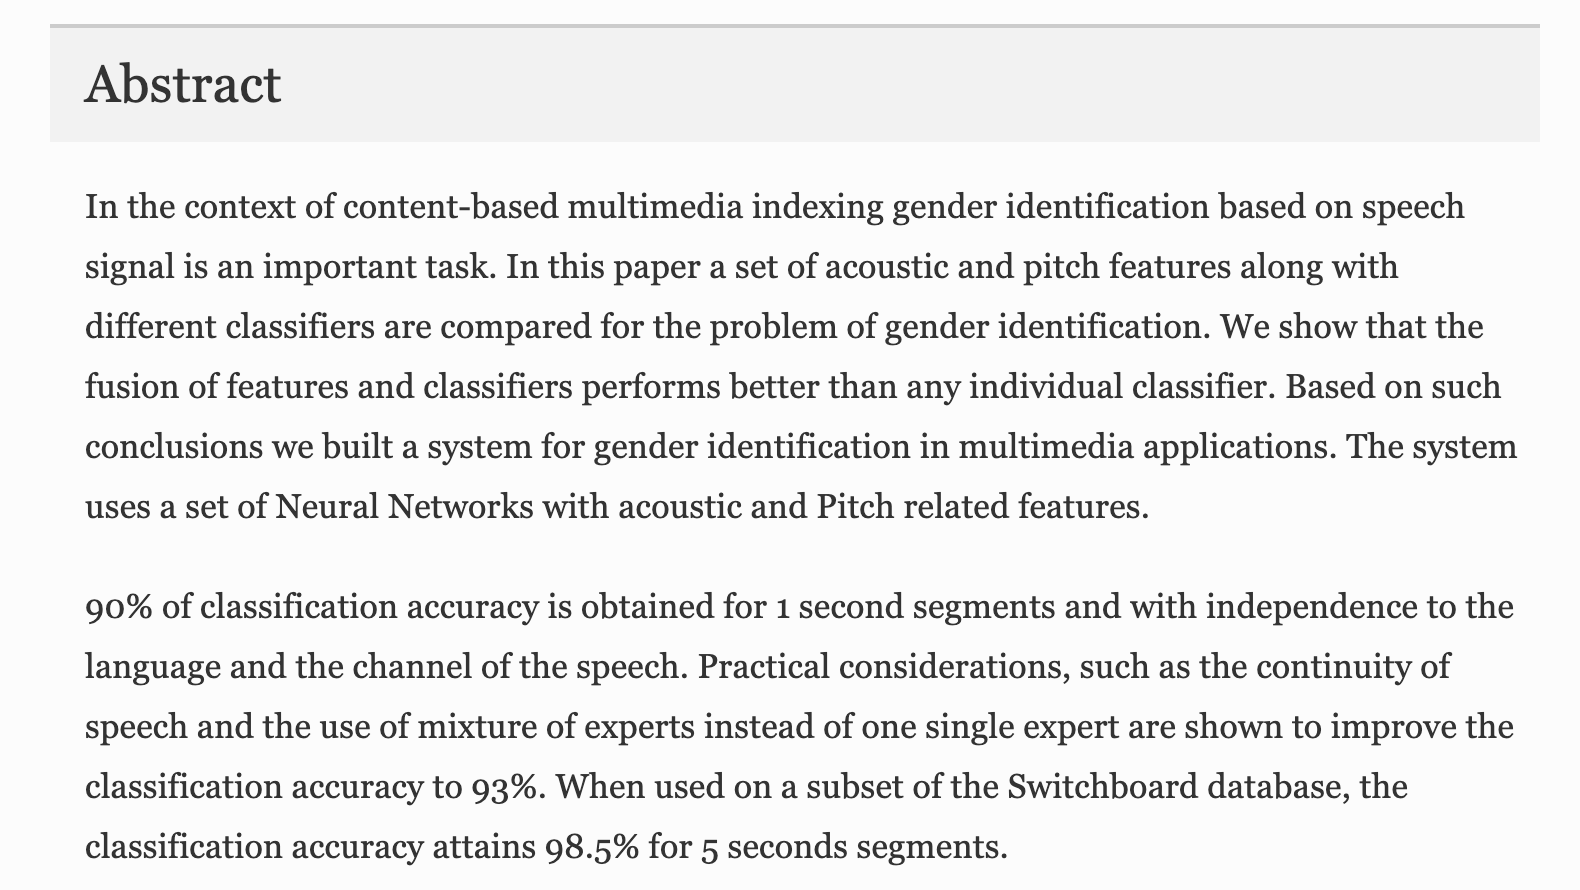 Abstract
In the context of content-based multimedia indexing gender identification based on speech
signal is an important task. In this paper a set of acoustic and pitch features along with
different classifiers are compared for the problem of gender identification. We show that the
fusion of features and classifiers performs better than any individual classifier. Based on such
conclusions we built a system for gender identification in multimedia applications. The system
uses a set of Neural Networks with acoustic and Pitch related features.
90% of classification accuracy is obtained for 1 second segments and with independence to the
language and the channel of the speech. Practical considerations, such as the continuity of
speech and the use of mixture of experts instead of one single expert are shown to improve the
classification accuracy to 93%. When used on a subset of the Switchboard database, the
classification accuracy attains 98.5% for 5 seconds segments.